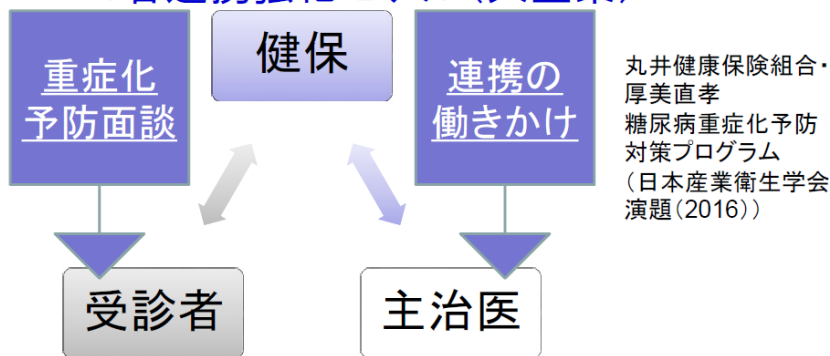 重症化
予防面談
健保
連携の
働きかけ
丸井健康保険組合・
厚美直孝
糖尿病重症化予防
対策プログラム
（日本産業衛生学会
演題（2016））
受診者
主治医